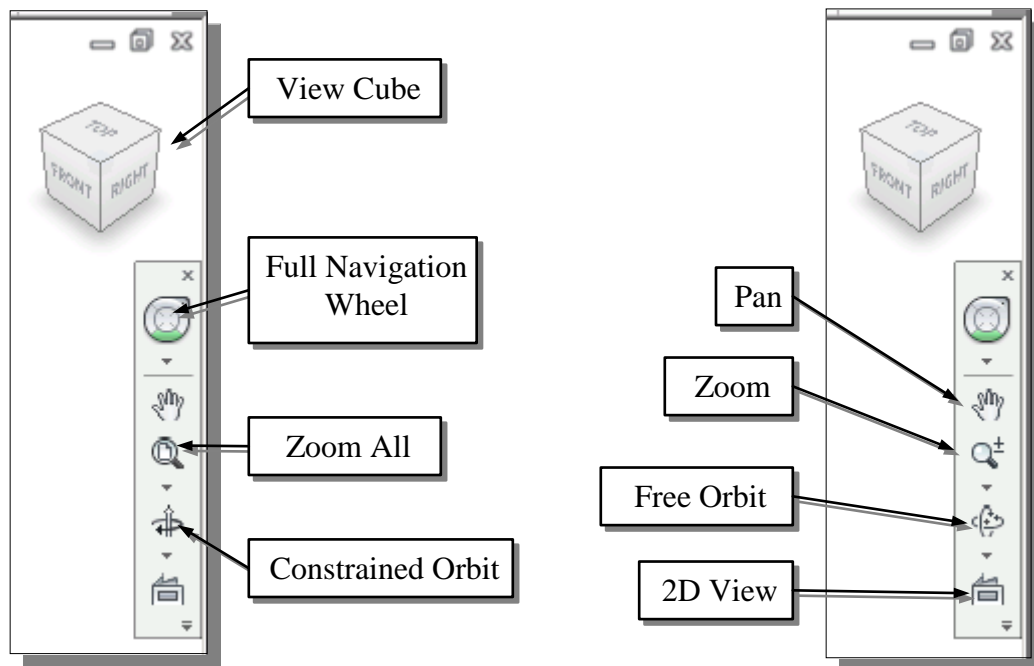 View Cube
TOP
FRONT
RIGHT
Full Navigation
Wheel
Zoom All
Constrained Orbit
TOP
FRONT
RIGHT
Pan
Zoom
Free Orbit
2D View